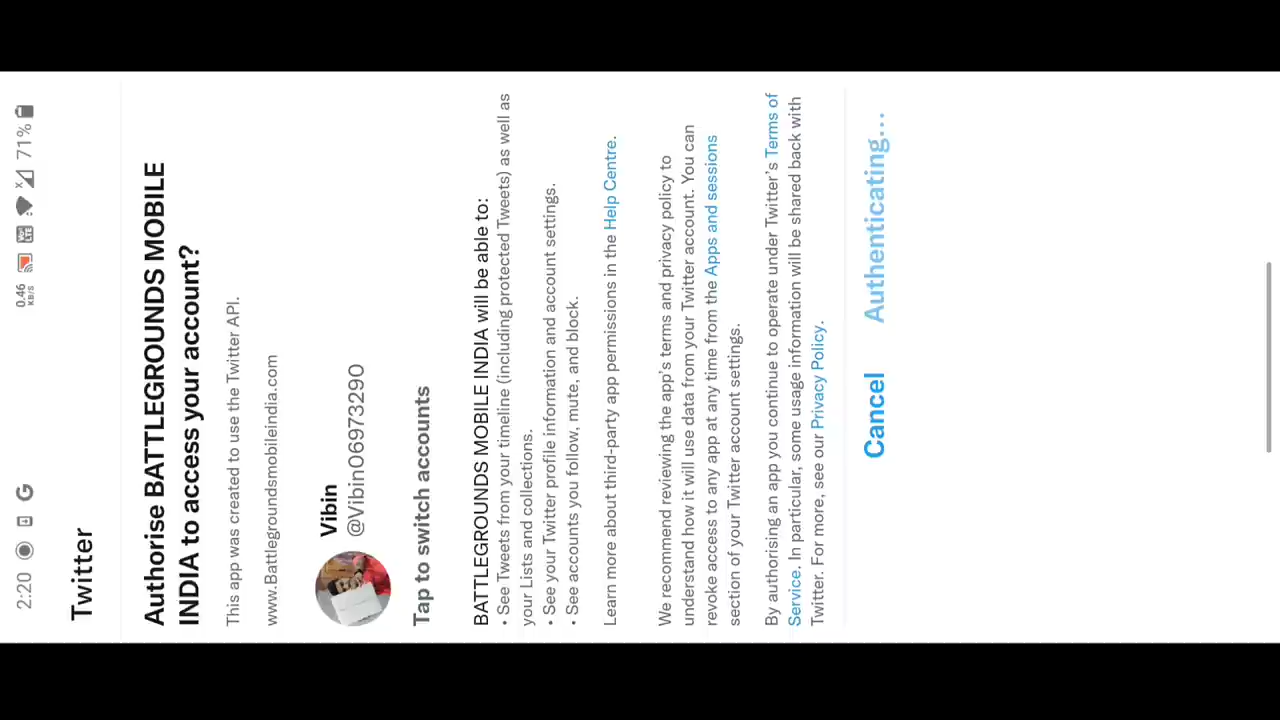 2:20 G 0.46 KB/S Vo) LTE x 71%
Twitter
Authorise BATTLEGROUNDS MOBILE
INDIA to access your account?
This app was created to use the Twitter API.
www.Battlegroundsmobileindia.com
Vibin
@Vibin06973290
Tap to switch accounts
BATTLEGROUNDS MOBILE INDIA will be able to:
• See Tweets from your timeline (including protected Tweets) as well as
your Lists and collections.
• See your Twitter profile information and account settings.
• See accounts you follow, mute, and block.
Learn more about third-party app permissions in the Help Centre.
We recommend reviewing the app's terms and privacy policy to
understand how it will use data from your Twitter account. You can
revoke access to any app at any time from the Apps and sessions
section of your Twitter account settings.
By authorising an app you continue to operate under Twitter's Terms of
Service. In particular, some usage information will be shared back with
Twitter. For more, see our Privacy Policy.
Cancel Authenticating...